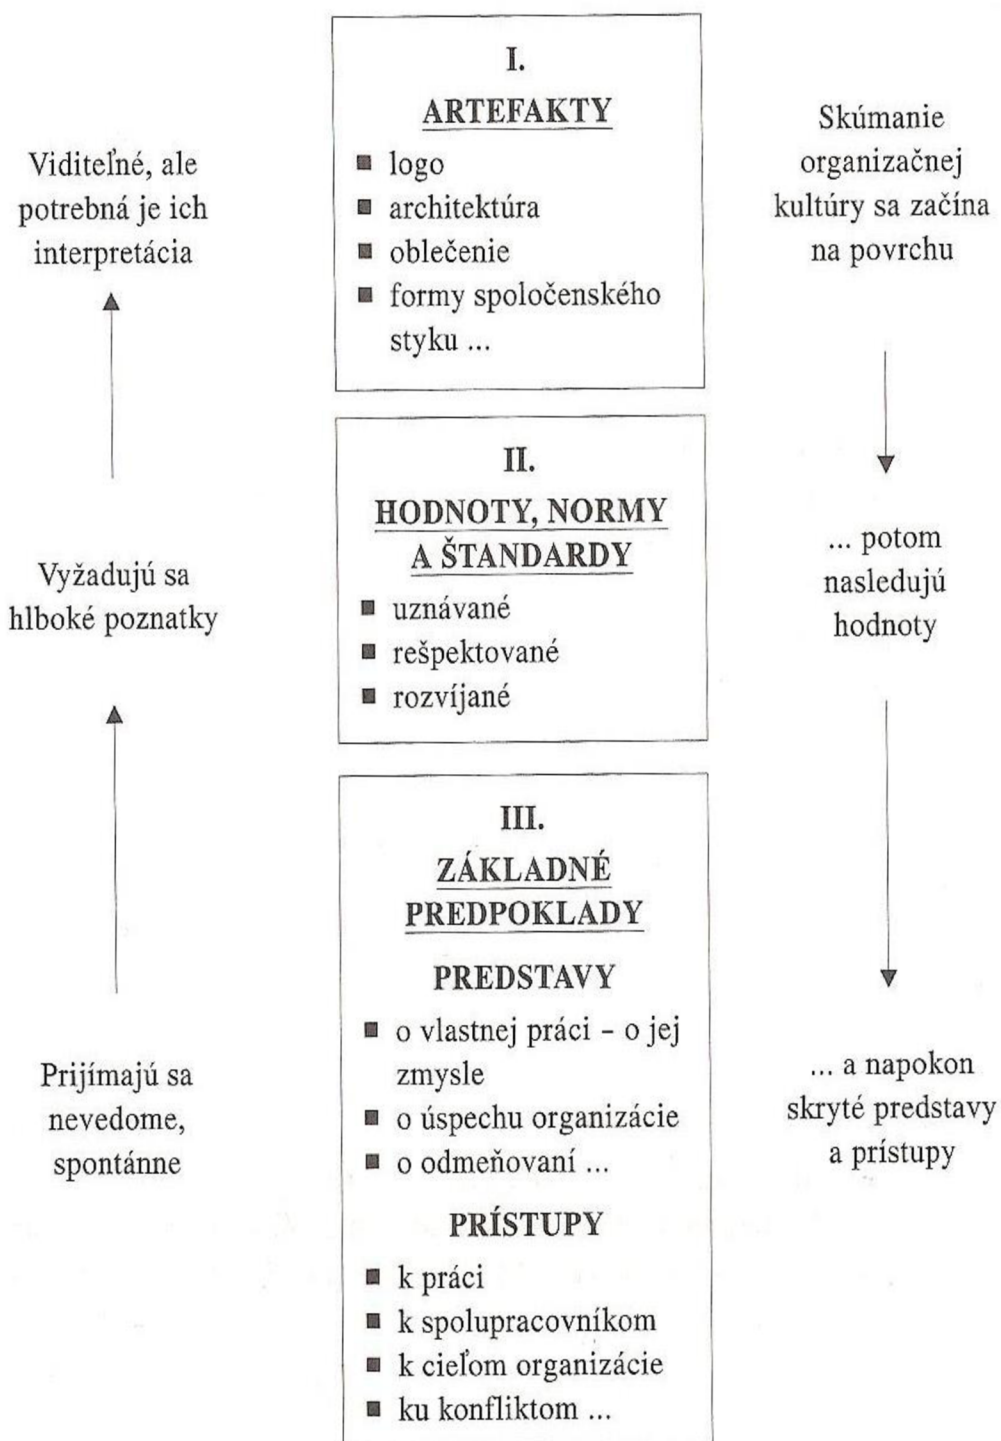 Viditeľné, ale
potrebná je ich
interpretácia
Vyžadujú sa
hlboké poznatky
Prijímajú sa
nevedome,
spontánne
I.
ARTEFAKTY
■ logo
■ architektúra
■ oblečenie
■ formy spoločenského
styku ...
II.
HODNOTY, NORMY
A ŠTANDARDY
■ uznávané
■ rešpektované
■ rozvíjané
III.
ZÁKLADNÉ
PREDPOKLADY
PREDSTAVY
■ o vlastnej práci – o jej
zmysle
■ o úspechu organizácie
■ o odmeňovaní ...
PRÍSTUPY
■ k práci
■ k spolupracovníkom
■ k cieľom organizácie
■ ku konfliktom ...
Skúmanie
organizačnej
kultúry sa začína
na povrchu
... potom
nasledujú
hodnoty
... a napokon
skryté predstavy
a prístupy